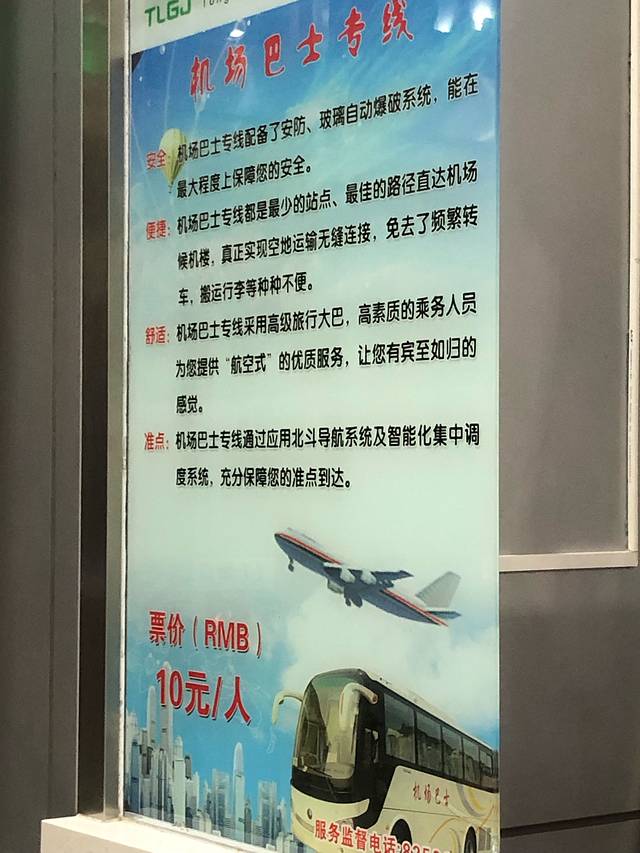 TLGJ
机场巴士专线
安全：机场巴士专线配备了安防、玻璃自动爆破系统，能在
最大程度上保障您的安全。
便捷：机场巴士专线都是最少的站点、最佳的路径直达机场
候机楼，真正实现空地运输无缝连接，免去了频繁转
车，搬运行李等种种不便。
舒适：机场巴士专线采用高级旅行大巴，高素质的乘务人员
为您提供“航空式”的优质服务，让您有宾至如归的
感觉。
准点：机场巴士专线通过应用北斗导航系统及智能化集中调
度系统，充分保障您的准点到达。
票价（RMB）
10元/人
机场巴士
服务监督电话: